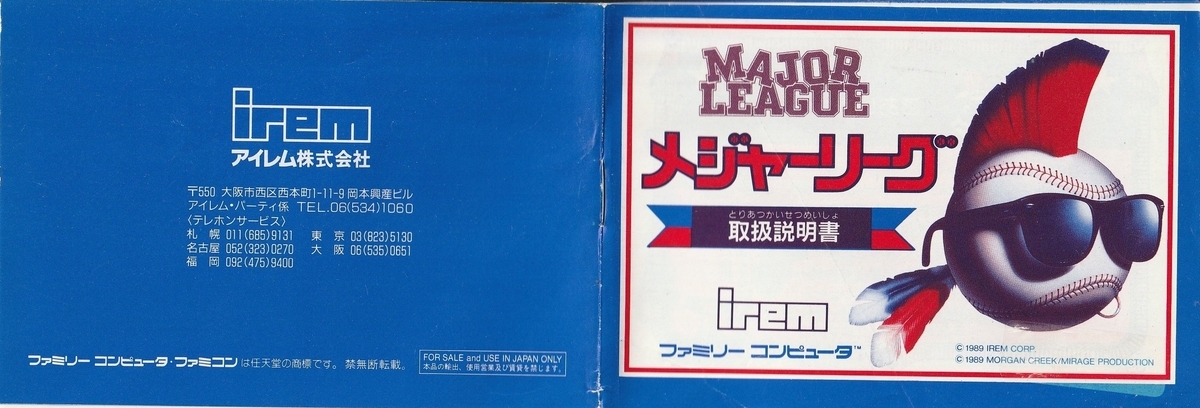 irem
アイレム株式会社
〒550 大阪市西区西本町1-11-9 岡本興産ビル
アイレム・パーティ係 TEL.06(534)1060
〈テレホンサービス〉
札 幌 011(685)9131 東 京 03(823)5130
名古屋 052(323)0270 大 阪 06(535)0651
福 岡 092(475)9400
ファミリー コンピュータ・ファミコンは任天堂の商標です。禁無断転載。
FOR SALE and USE IN JAPAN ONLY
本品の輸出、使用営業及び賃貸を禁じます。
MAJOR
LEAGUE
メジャーリーグ
とりあつかいせつめいしょ
取扱説明書
irem
ファミリー コンピュータ™
© 1989 IREM CORP.
© 1989 MORGAN CREEK/MIRAGE PRODUCTION